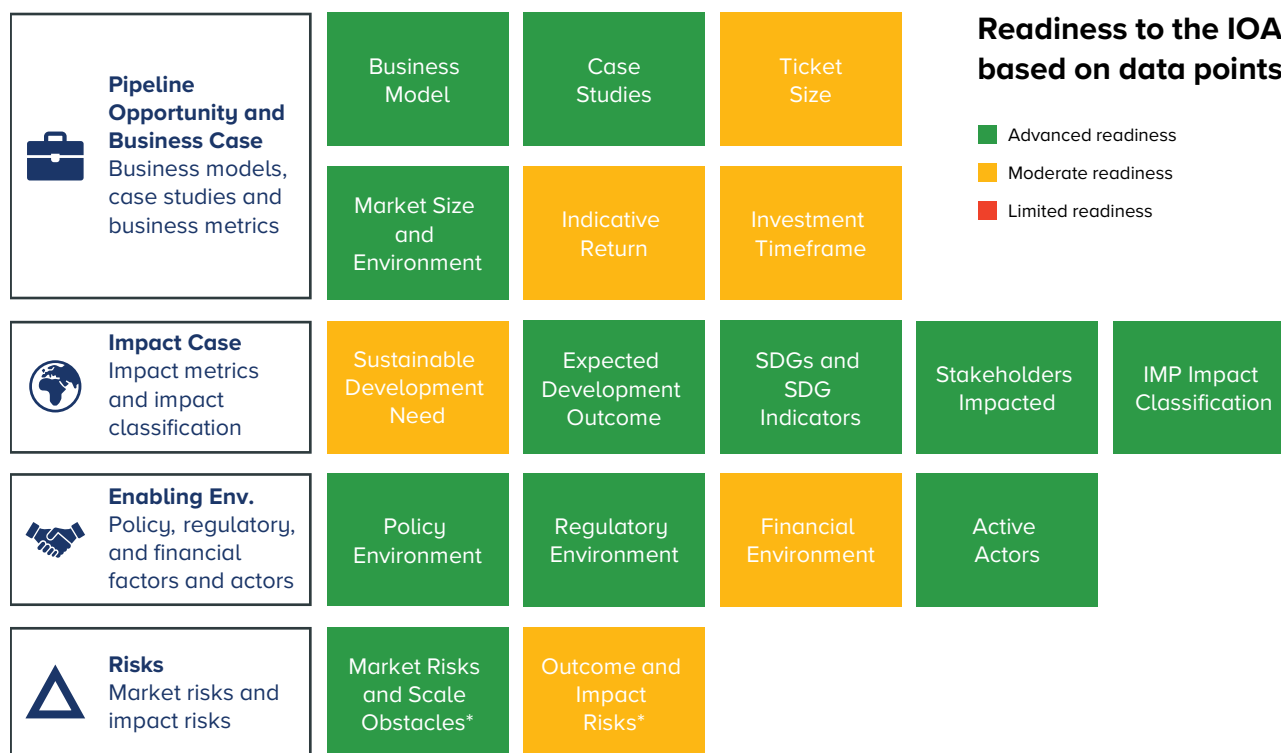 Readiness to the IOA
based on data points
Advanced readiness
Moderate readiness
Limited readiness
Pipeline
Opportunity and
Business Case
Business models,
case studies and
business metrics
Business
Model
Case
Studies
Ticket
Size
Market Size
and
Environment
Indicative
Return
Investment
Timeframe
Impact Case
Impact metrics
and impact
classification
Sustainable
Development
Need
Expected
Development
Outcome
SDGs and
SDG
Indicators
Stakeholders
Impacted
IMP Impact
Classification
Enabling Env.
Policy, regulatory,
and financial
factors and actors
Policy
Environment
Regulatory
Environment
Financial
Environment
Active
Actors
Risks
Market risks and
impact risks
Market Risks
and Scale
Obstacles*
Outcome and
Impact
Risks*